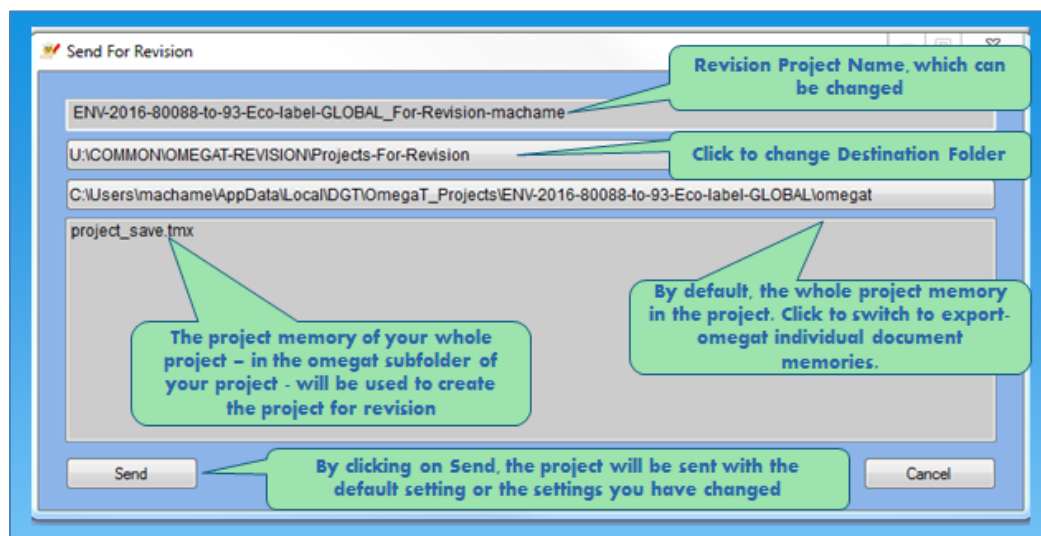 Send For Revision
Revision Project Name, which can
be changed
ENV-2016-80088-to-93-Eco-label-GLOBAL_For-Revision-machame
U:\COMMON\OMEGAT-REVISION\Projects-For-Revision
Click to change Destination Folder
C:\Users\machame\AppData\Local\DGT\OmegaT_Projects\ENV-2016-80088-to-93-Eco-label-GLOBAL\omegat
project_save.tmx
By default, the whole project memory
in the project. Click to switch to export-
omegat individual document
memories.
The project memory of your whole
project – in the omegat subfolder of
your project - will be used to create
the project for revision
Send
By clicking on Send, the project will be sent with the
default setting or the settings you have changed
Cancel